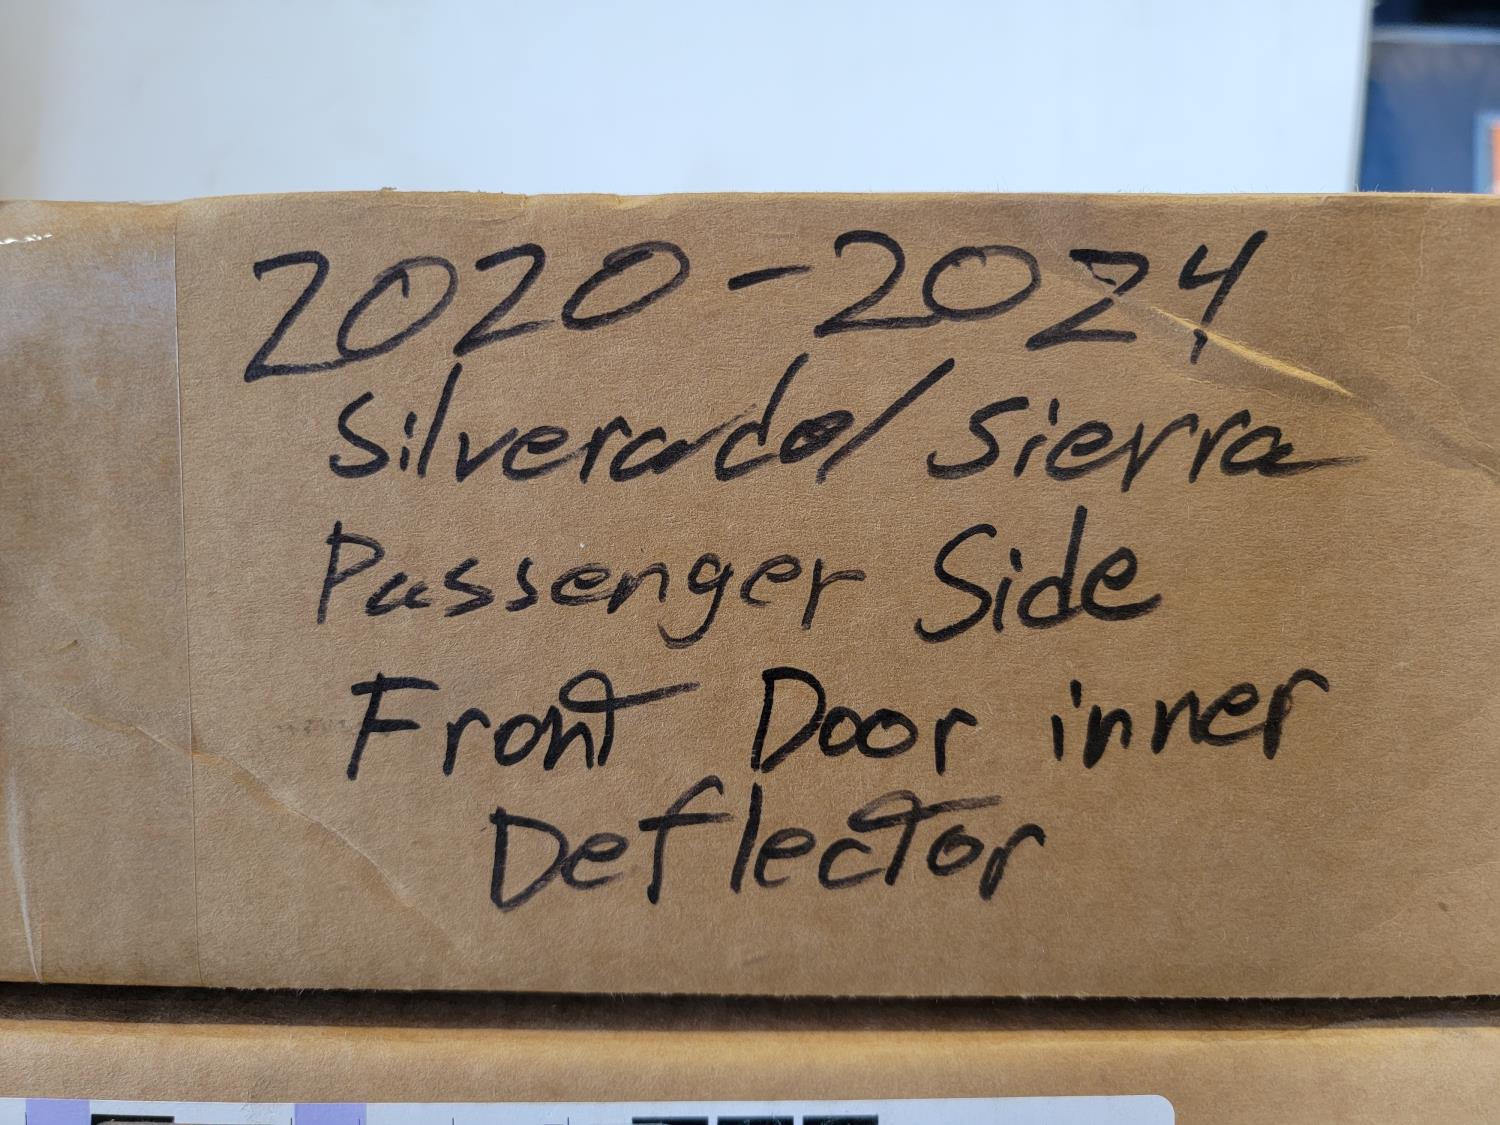 2020-2024
Silverado/Sierra
Passenger Side
Front Door inner
Deflector